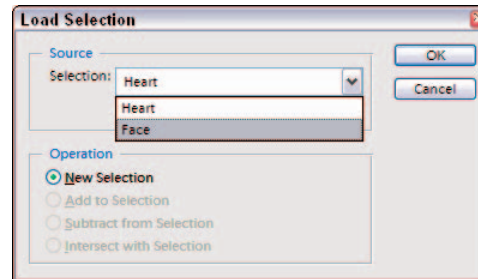 Load Selection
Source
Selection: Heart
Heart
Face
OK
Cancel
Operation
New Selection
Add to Selection
Subtract from Selection
Intersect with Selection